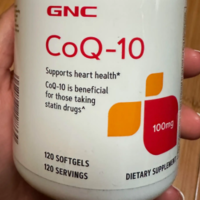 GNC
CoQ-10
Supports heart health*
CoQ-10 is beneficial
for those taking
statin drugs*
100mg
120 SOFTGELS
120 SERVINGS
DIETARY SUPPLEMENT